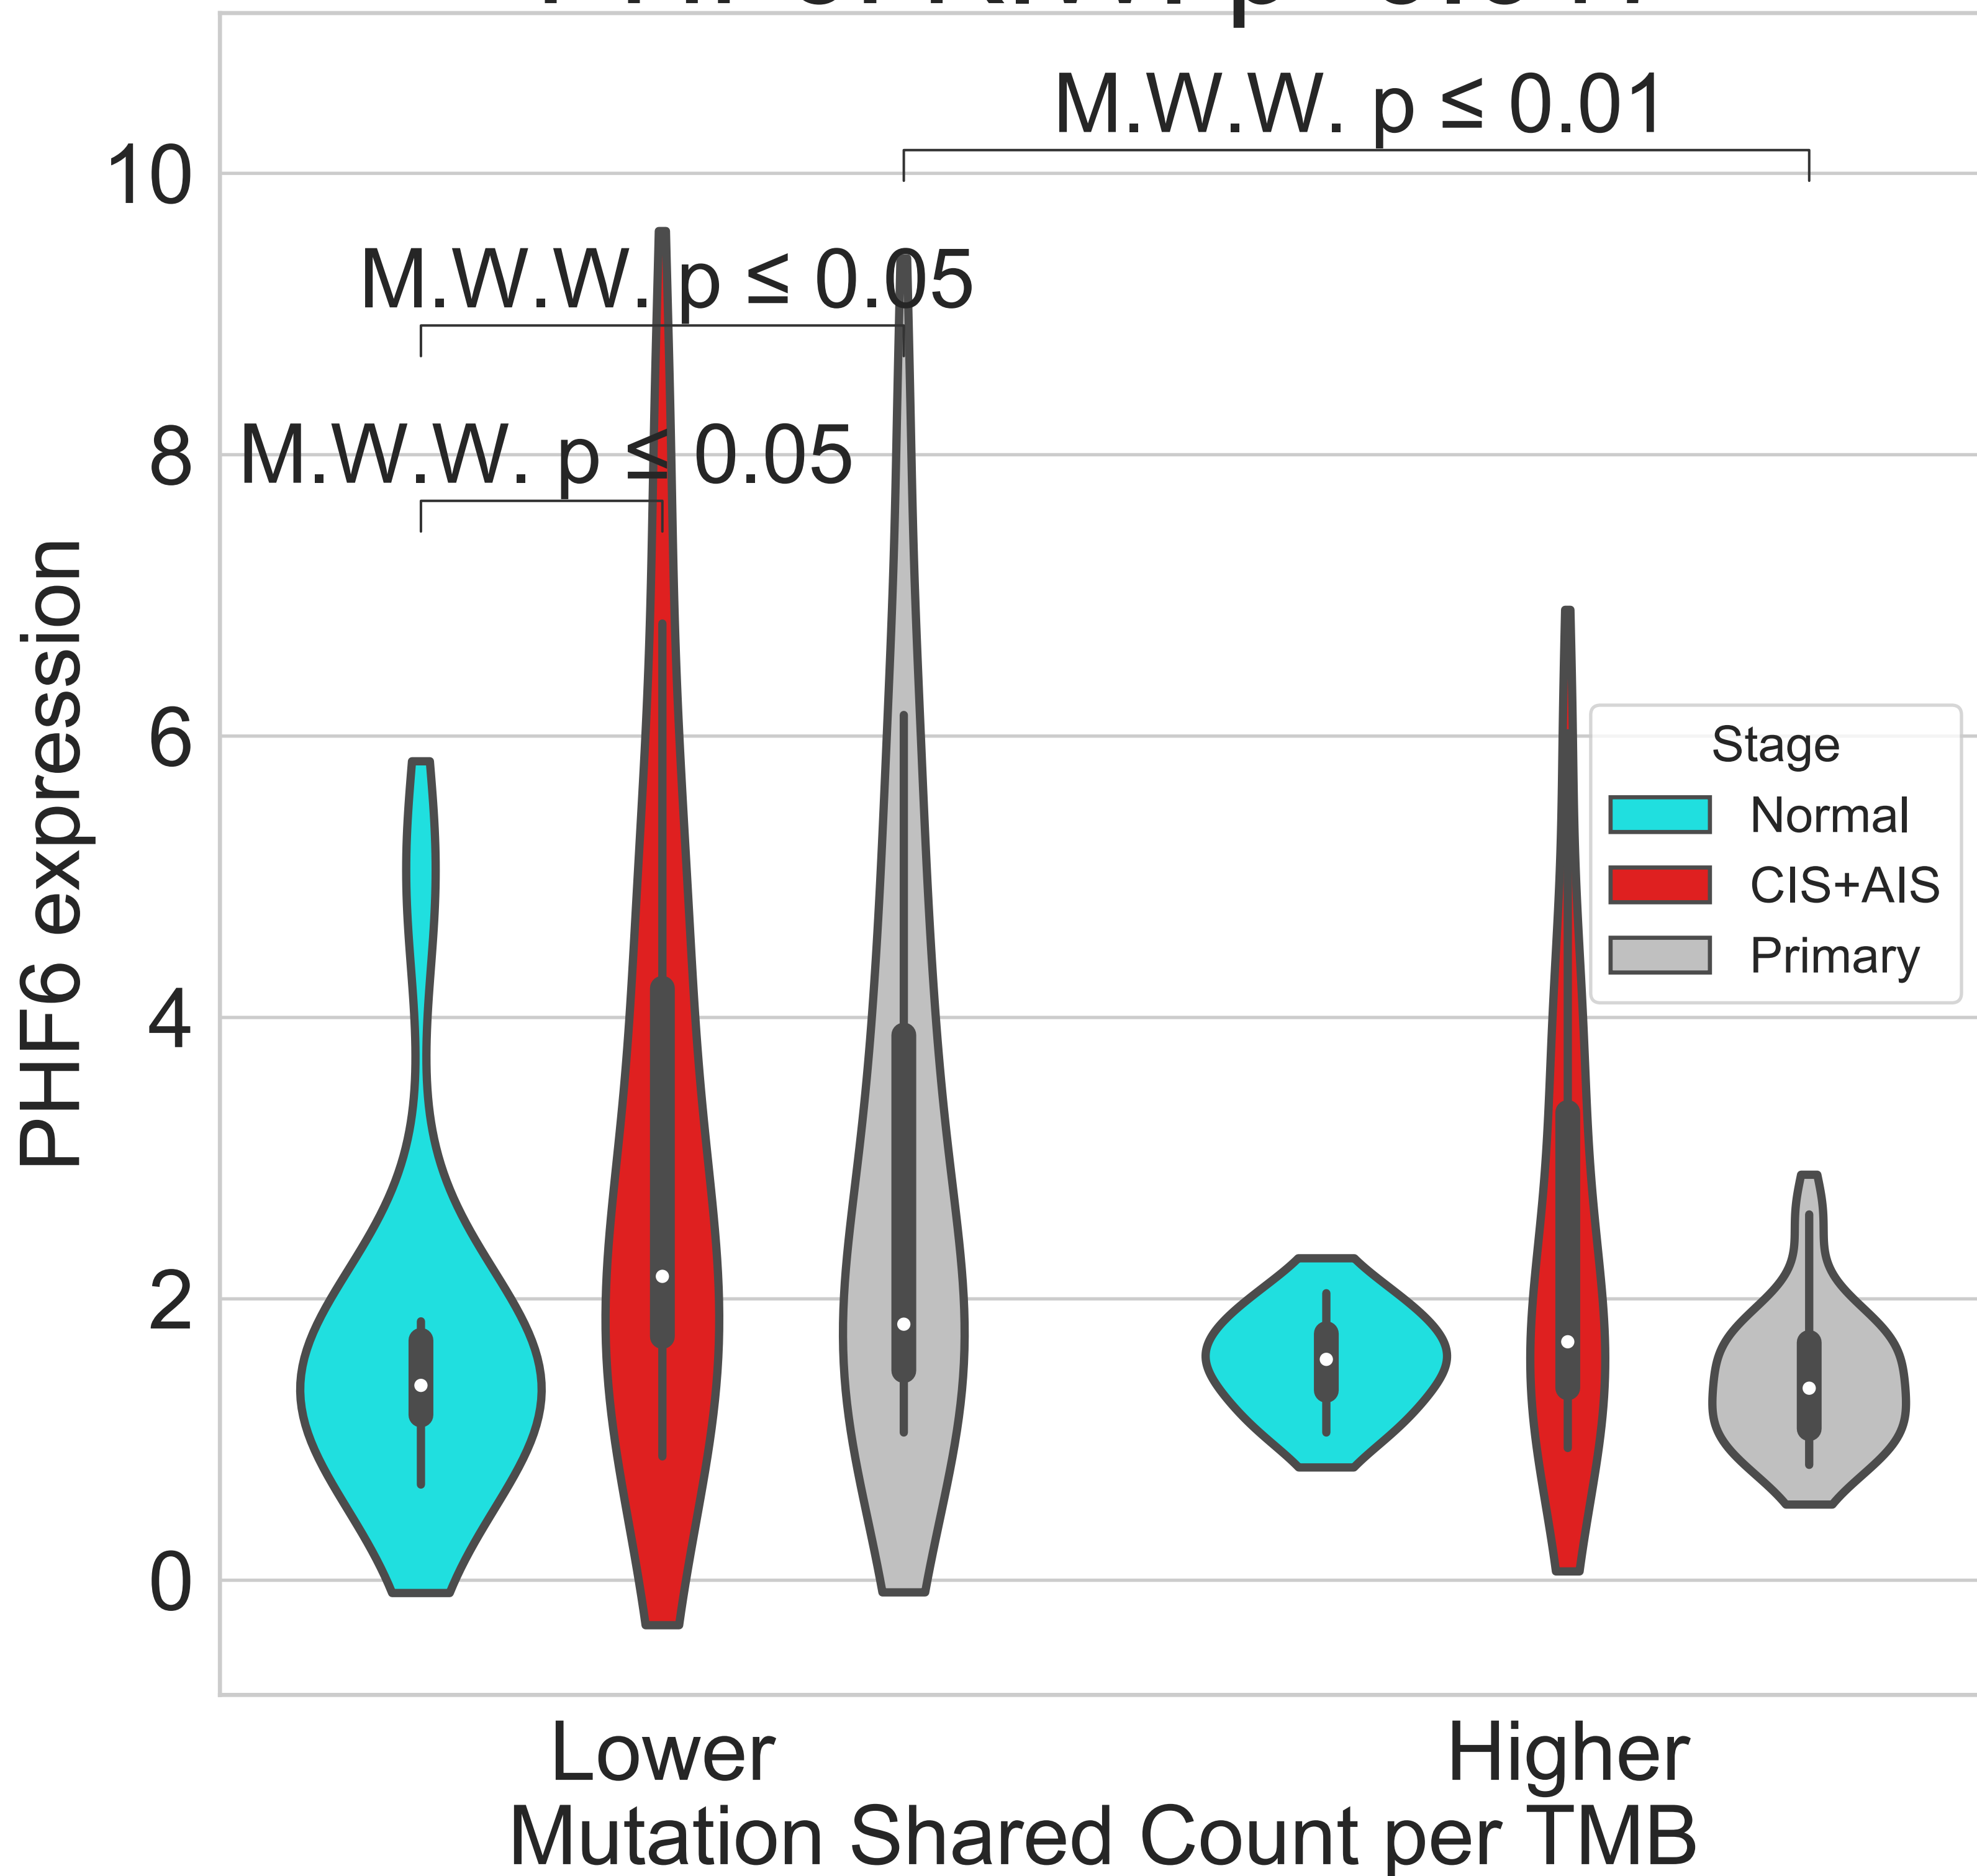 M.W.W. p ≤ 0.01
10
M.W.W. p ≤ 0.05
M.W.W. p ≤ 0.05
8
6
4
2
0
PHF6 expression
Stage
Normal
CIS+AIS
Primary
Lower
Higher
Mutation Shared Count per TMB